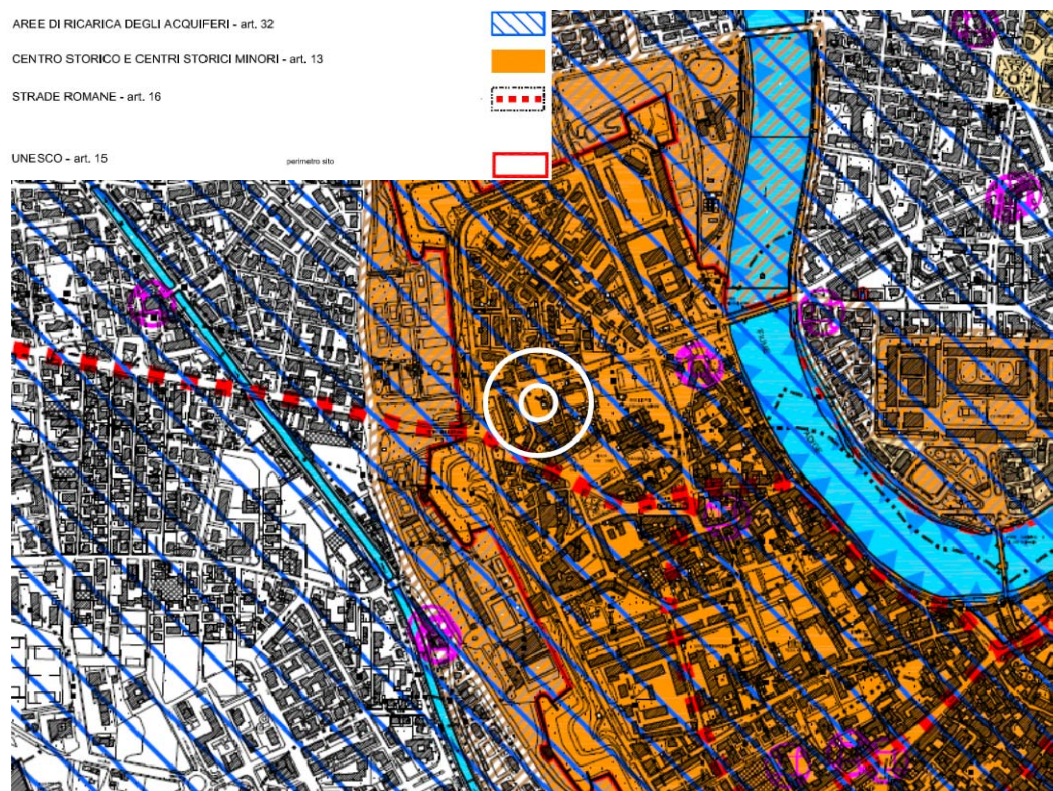 AREE DI RICARICA DEGLI ACQUIFERI - art. 32
CENTRO STORICO E CENTRI STORICI MINORI - art. 13
STRADE ROMANE - art. 16
UNESCO - art. 15 perimetro sito